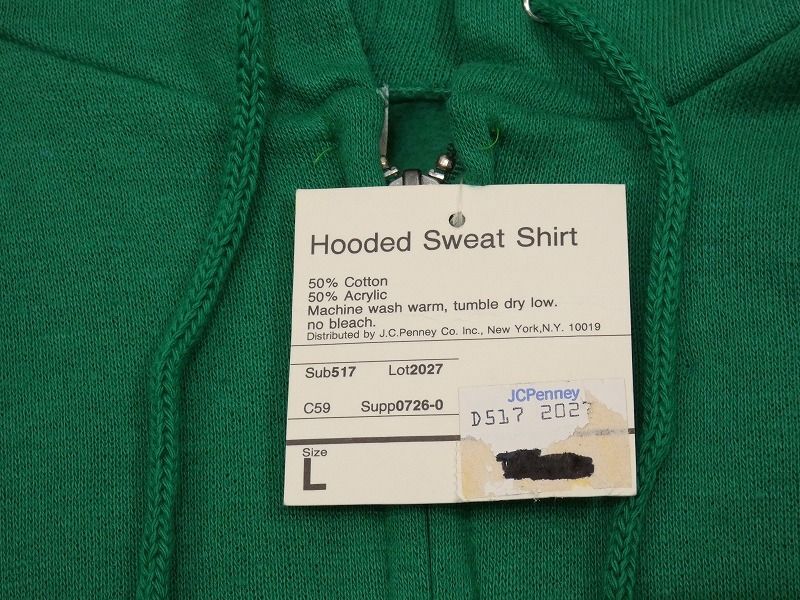 Hooded Sweat Shirt
50% Cotton
50% Acrylic
Machine wash warm, tumble dry low.
no bleach.
Distributed by J.C.Penney Co. Inc., New York,N.Y. 10019
Sub517 Lot2027
C59 Supp0726-0
JCPenney
D517 2027
Size
L